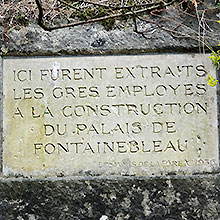 ICI FURENT EXTRAITS
LES GRES EMPLOYES
A LA CONSTRUCTION
DU PALAIS DE
FONTAINEBLEAU
LES AMIS DE LA FORET